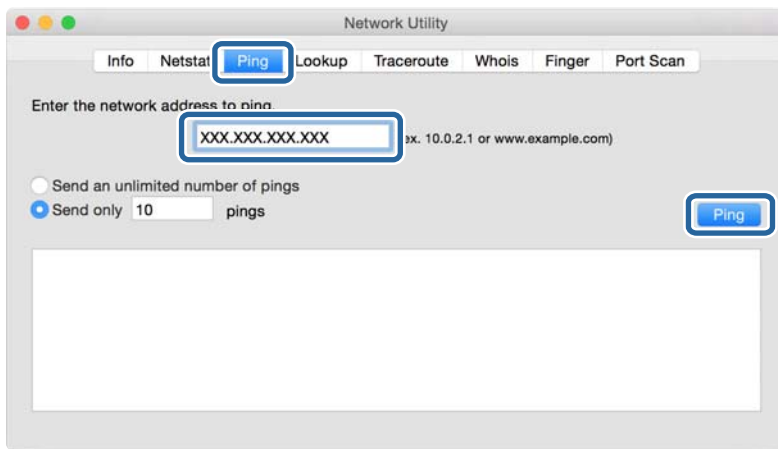 Network Utility
Info Netstat Ping Lookup Traceroute Whois Finger Port Scan
Enter the network address to ping.
XXX.XXX.XXX.XXX ex. 10.0.2.1 or www.example.com)
Send an unlimited number of pings
Send only 10 pings
Ping